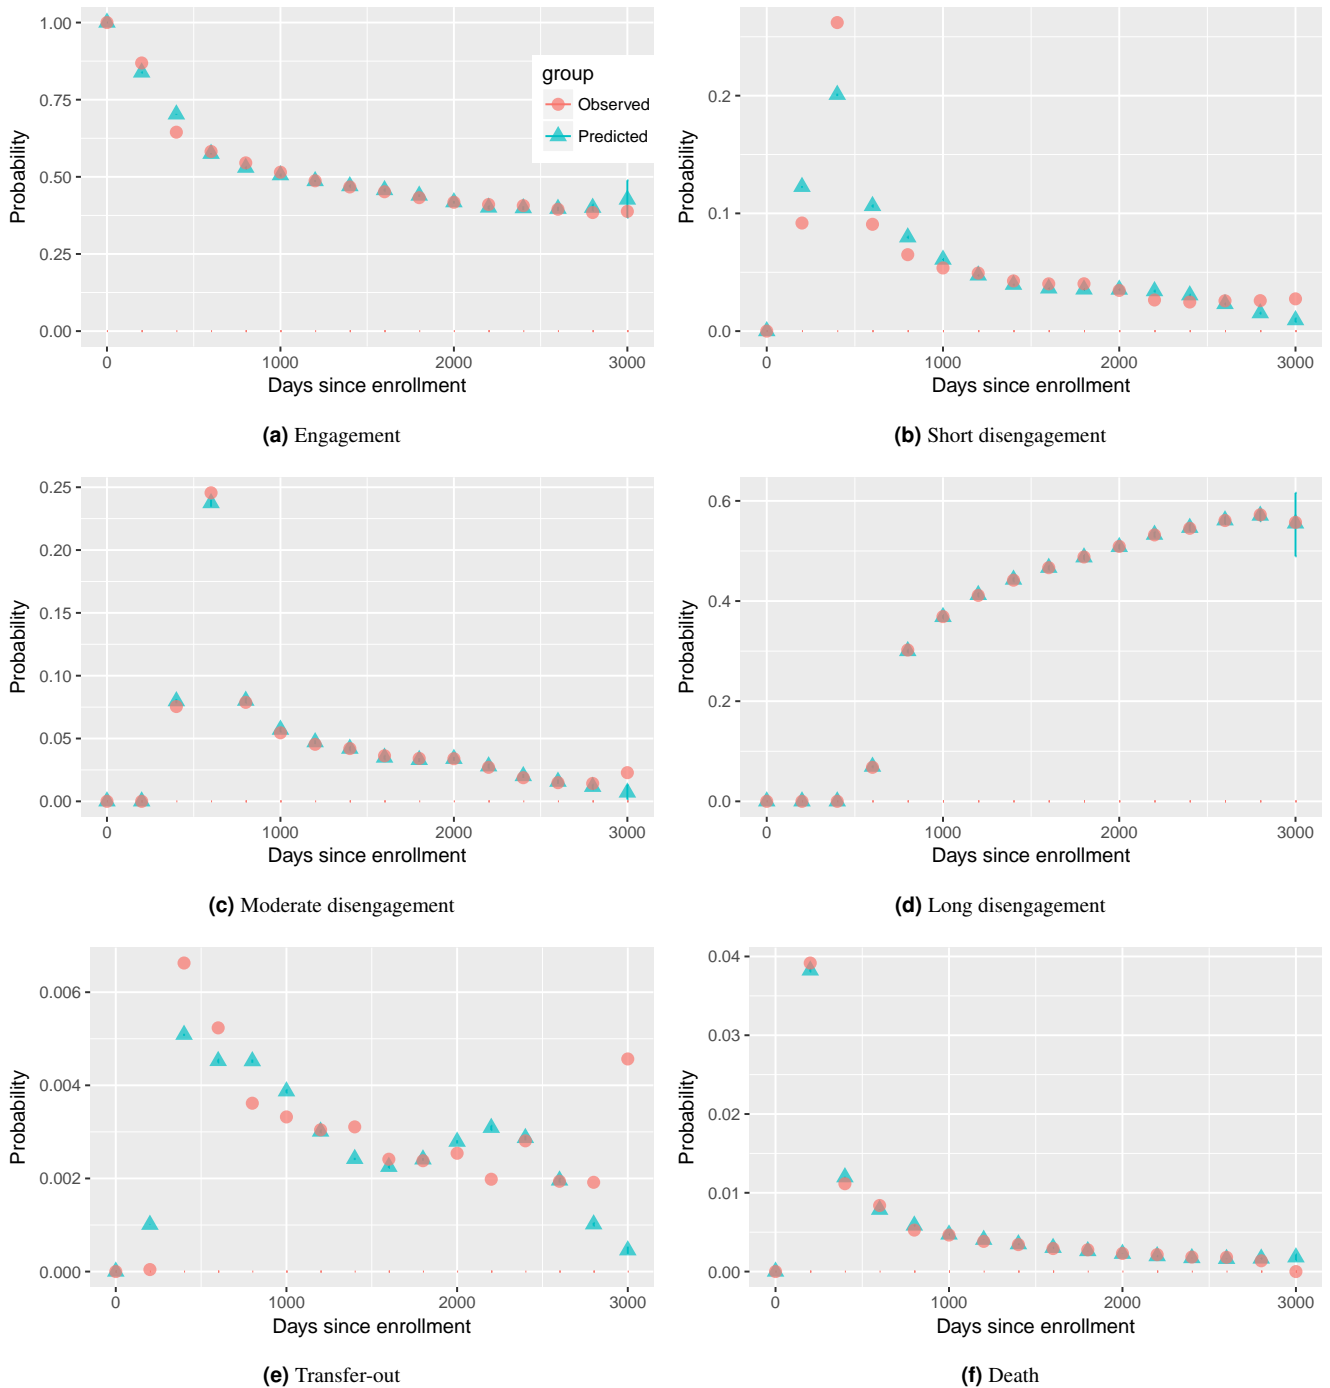 1.00
0.75
0.50
0.25
0.00
Probability
0
1000
2000
3000
Days since enrollment
group
Observed
Predicted
(a) Engagement
0.2
0.1
0.0
Probability
0
1000
2000
3000
Days since enrollment
(b) Short disengagement
0.25
0.20
0.15
0.10
0.05
0.00
Probability
0
1000
2000
3000
Days since enrollment
(c) Moderate disengagement
0.6
0.4
0.2
0.0
Probability
0
1000
2000
3000
Days since enrollment
(d) Long disengagement
0.006
0.004
0.002
0.000
Probability
0
1000
2000
3000
Days since enrollment
(e) Transfer-out
0.04
0.03
0.02
0.01
0.00
Probability
0
1000
2000
3000
Days since enrollment
(f) Death